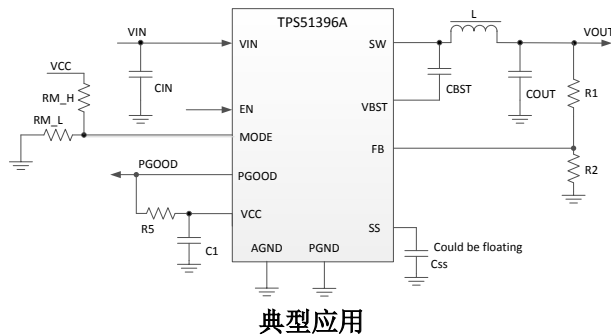 TPS51396A
L
VIN
VIN
SW
VOUT
VCC
CIN
CBST
COUT
R1
RM_H
EN
VBST
RM_L
MODE
FB
PGOOD
PGOOD
R2
VCC
SS
R5
C1
AGND
PGND
Could be floating
Css
典型应用